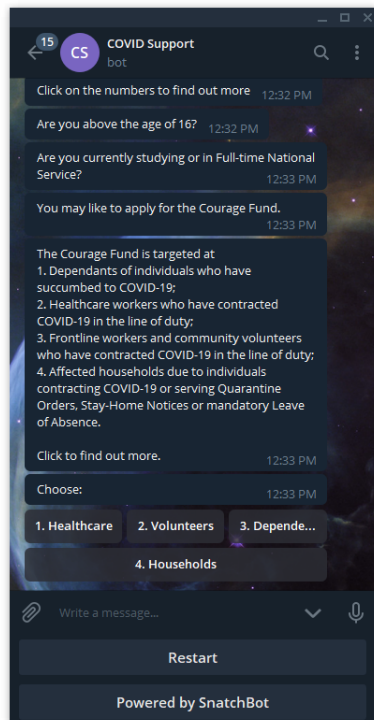 15
CS
COVID Support
bot
Click on the numbers to find out more 12:32 PM
Are you above the age of 16? 12:32 PM
Are you currently studying or in Full-time National
Service?
12:33 PM
You may like to apply for the Courage Fund.
12:33 PM
The Courage Fund is targeted at
1. Dependants of individuals who have
succumbed to COVID-19;
2. Healthcare workers who have contracted
COVID-19 in the line of duty;
3. Frontline workers and community volunteers
who have contracted COVID-19 in the line of duty;
4. Affected households due to individuals
contracting COVID-19 or serving Quarantine
Orders, Stay-Home Notices or mandatory Leave
of Absence.
Click to find out more.
12:33 PM
Choose:
12:33 PM
1. Healthcare 2. Volunteers 3. Depende...
4. Households
Write a message...
Restart
Powered by SnatchBot